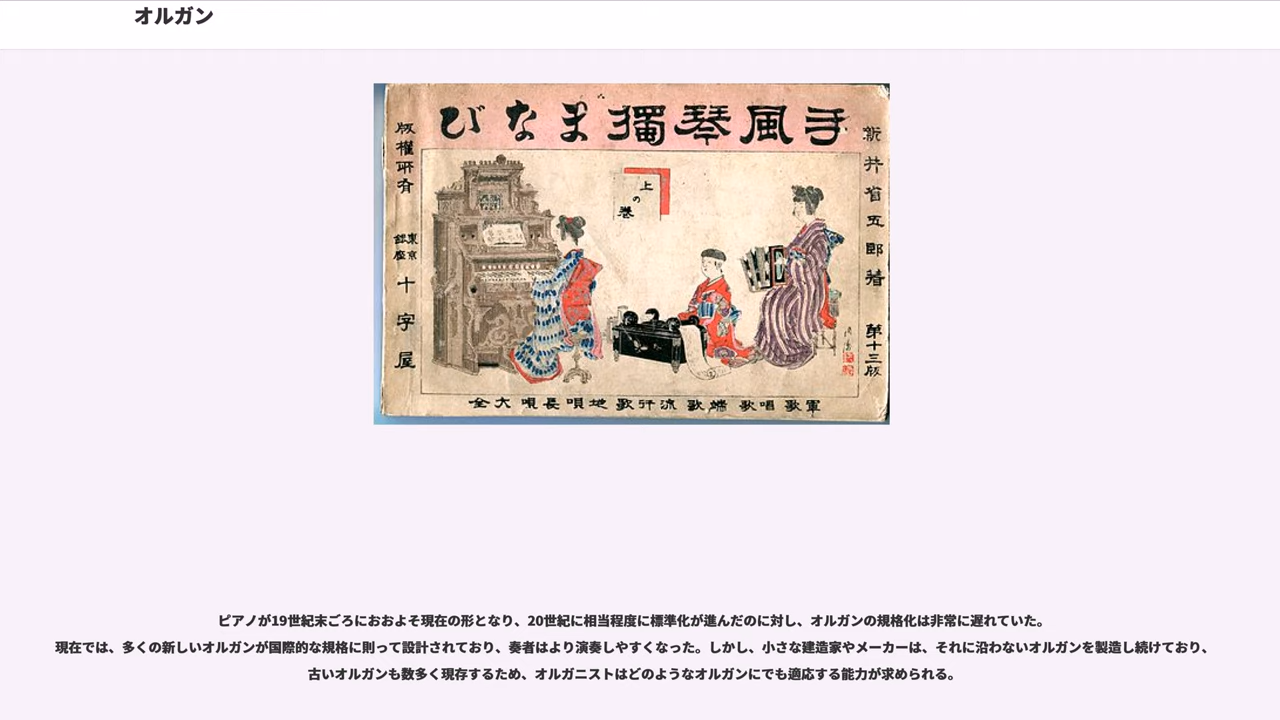 オルガン
手風琴獨まなび
新井省五郎著 第十三版
上の巻
版權所有
東京銀座 十字屋
軍歌 唱歌 端歌 流行歌 地唄 長唄 大全
ピアノが19世紀末ごろにおおよそ現在の形となり、20世紀に相当程度に標準化が進んだのに対し、オルガンの規格化は非常に遅れていた。
現在では、多くの新しいオルガンが国際的な規格に則って設計されており、奏者はより演奏しやすくなった。しかし、小さな建造家やメーカーは、それに沿わないオルガンを製造し続けており、
古いオルガンも数多く現存するため、オルガニストはどのようなオルガンにでも適応する能力が求められる。